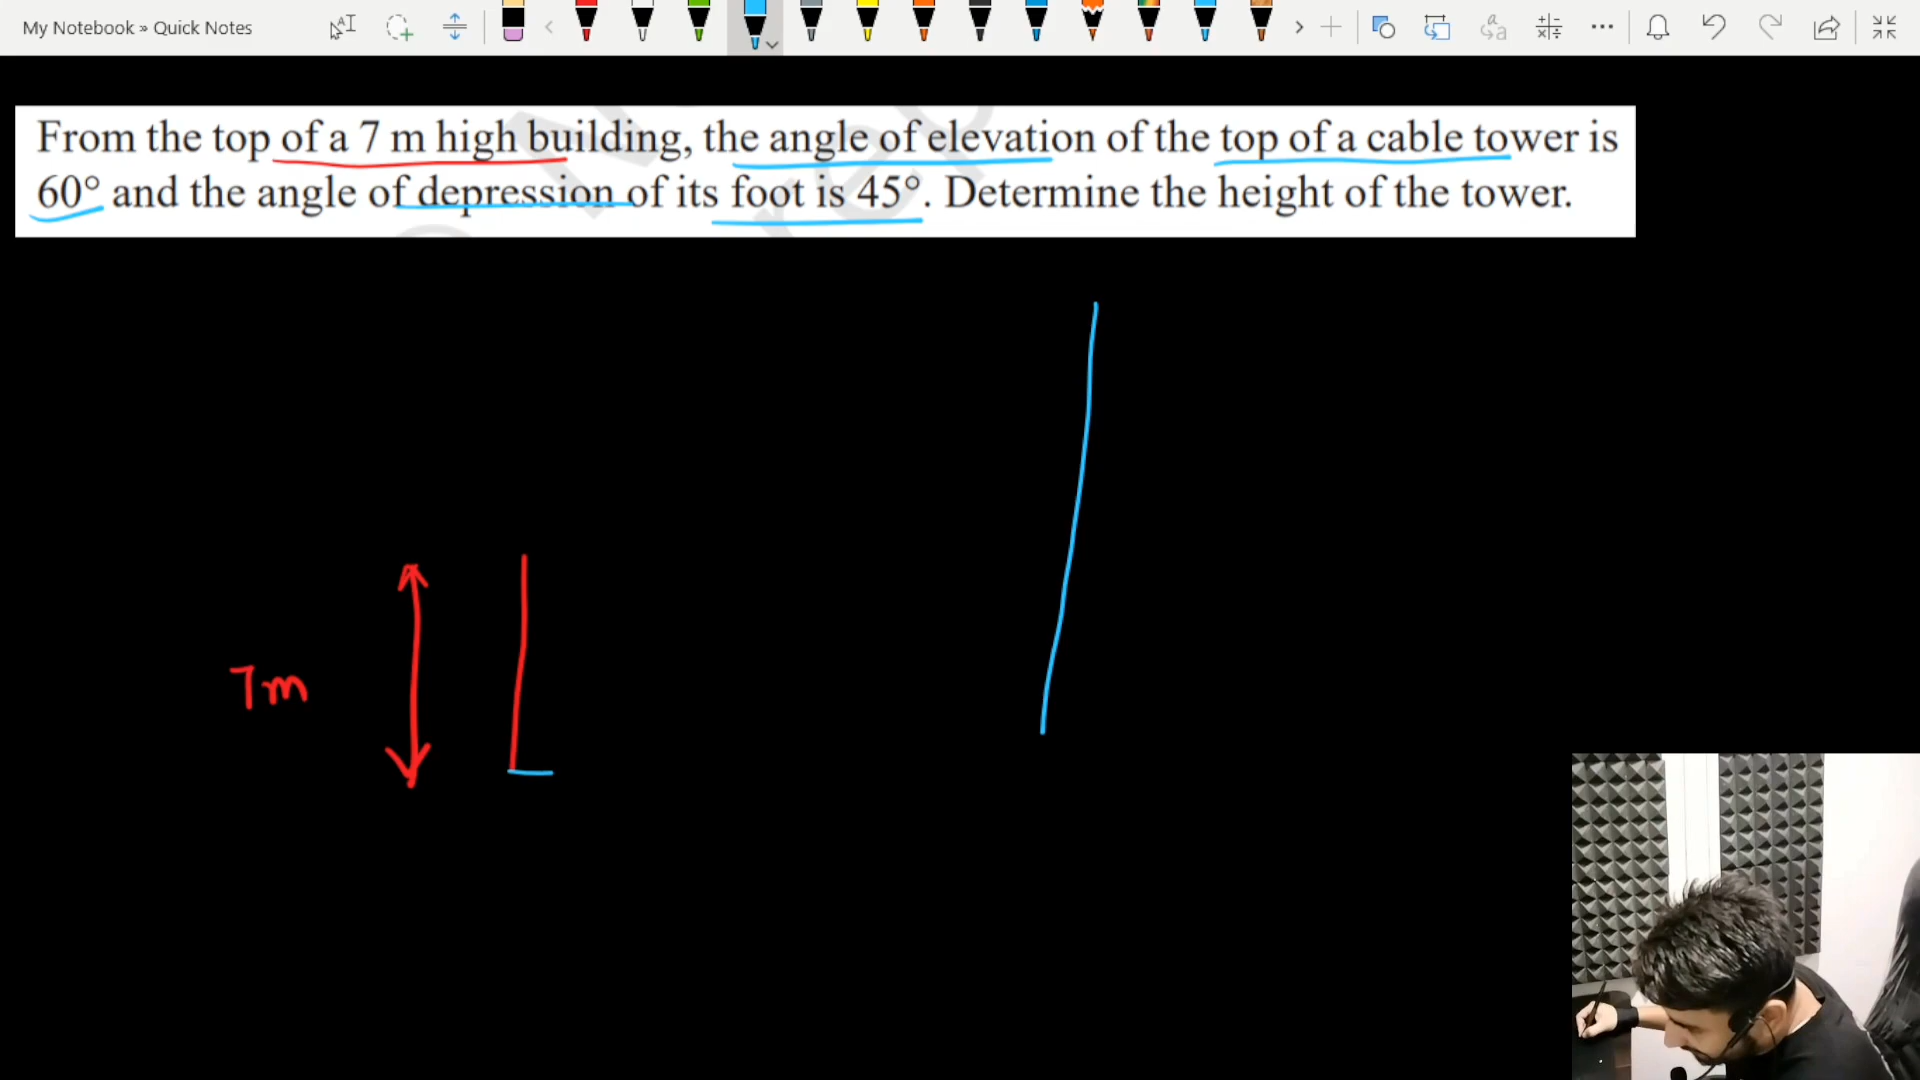 My Notebook » Quick Notes
From the top of a 7 m high building, the angle of elevation of the top of a cable tower is
60° and the angle of depression of its foot is 45°. Determine the height of the tower.
7m